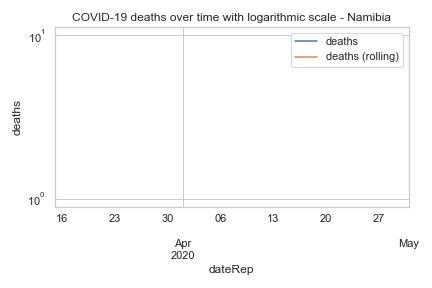 COVID-19 deaths over time with logarithmic scale - Namibia
deaths
deaths (rolling)
deaths
10¹
10⁰
16 23 30 06 13 20 27
Apr May
2020
dateRep